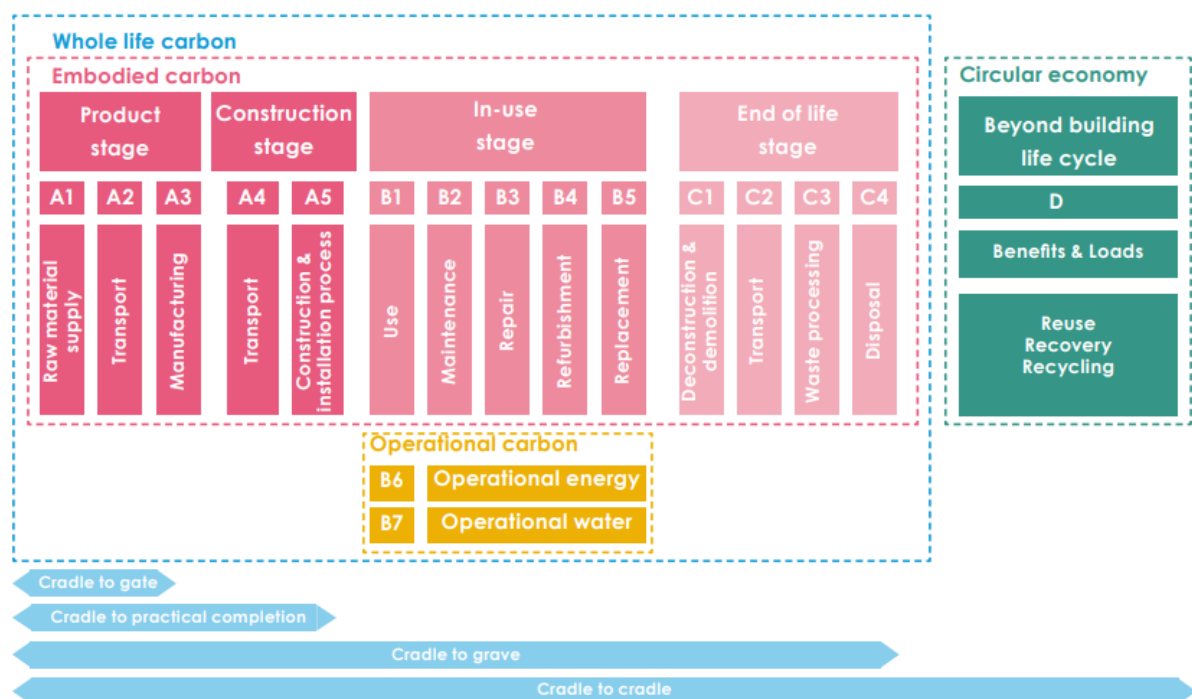 Whole life carbon
Embodied carbon
Circular economy
Product
stage
Construction
stage
In-use
stage
End of life
stage
Beyond building
life cycle
A1
A2
A3
A4
A5
B1
B2
B3
B4
B5
C1
C2
C3
C4
D
Raw material
supply
Transport
Manufacturing
Transport
Construction &
installation process
Use
Maintenance
Repair
Refurbishment
Replacement
Deconstruction &
demolition
Transport
Waste processing
Disposal
Benefits & Loads
Reuse
Recovery
Recycling
Operational carbon
B6
Operational energy
B7
Operational water
Cradle to gate
Cradle to practical completion
Cradle to grave
Cradle to cradle